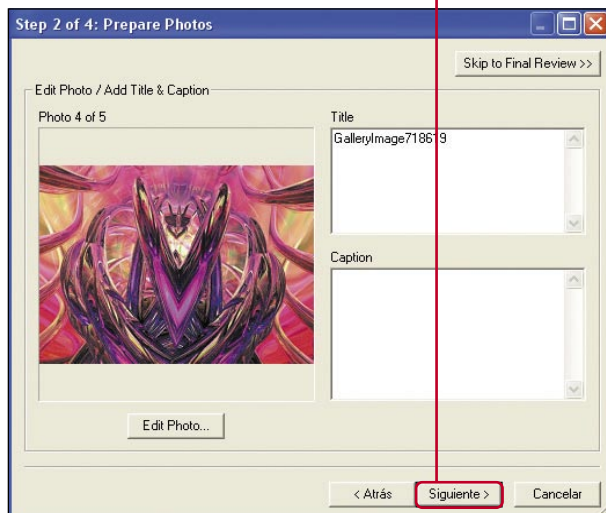 Step 2 of 4: Prepare Photos
Skip to Final Review >>
Edit Photo / Add Title & Caption
Photo 4 of 5
Title
GalleryImage718619
Caption
Edit Photo...
< Atrás
Siguiente >
Cancelar